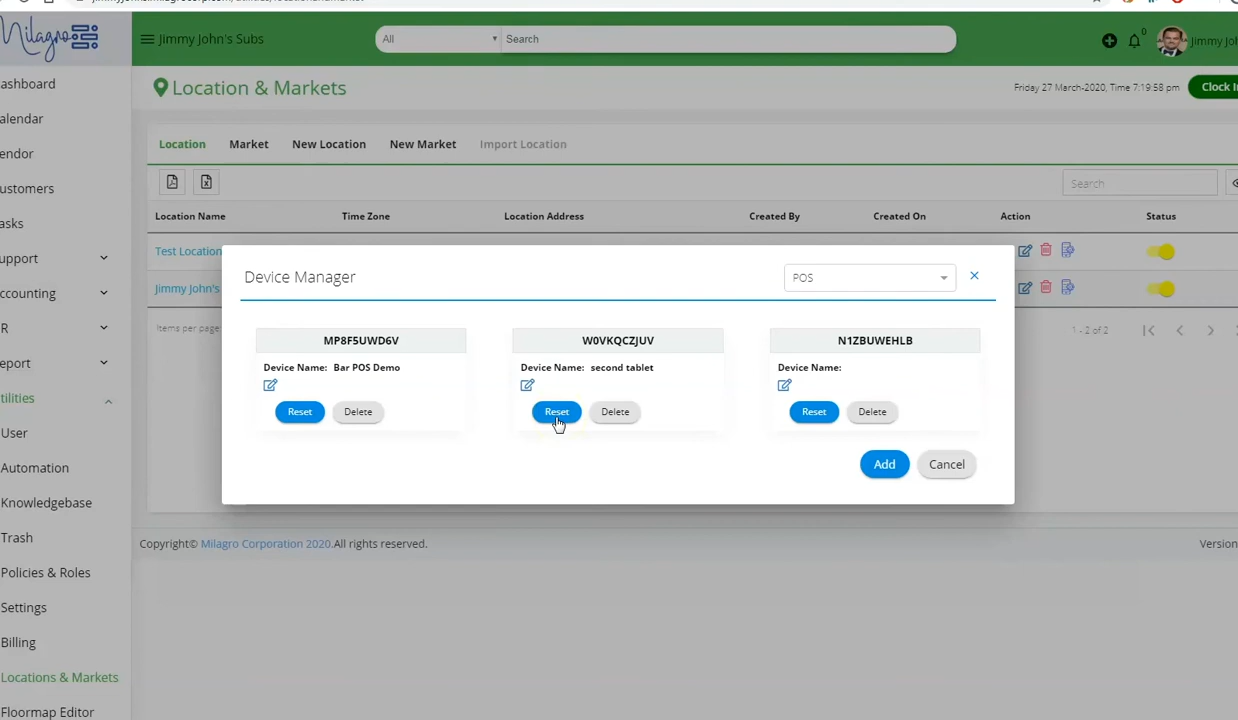 Milagro
Jimmy John's Subs
All
Search
0
ashboard
alendar
endor
ustomers
asks
upport
ccounting
R
eport
tilities
User
Automation
Knowledgebase
Trash
Policies & Roles
Settings
Billing
Locations & Markets
Floormap Editor
Location & Markets
Friday 27 March-2020, Time 7:19:58 pm
Clock I
Location Market New Location New Market Import Location
Search
Location Name Time Zone Location Address Created By Created On Action Status
Test Location
Jimmy John's
Items per page:
1 - 2 of 2
Device Manager
POS
MP8F5UWD6V
Device Name: Bar POS Demo
Reset Delete
W0VKQCZJUV
Device Name: second tablet
Reset Delete
N1ZBUWEHLB
Device Name:
Reset Delete
Add Cancel
Copyright© Milagro Corporation 2020.All rights reserved.
Version